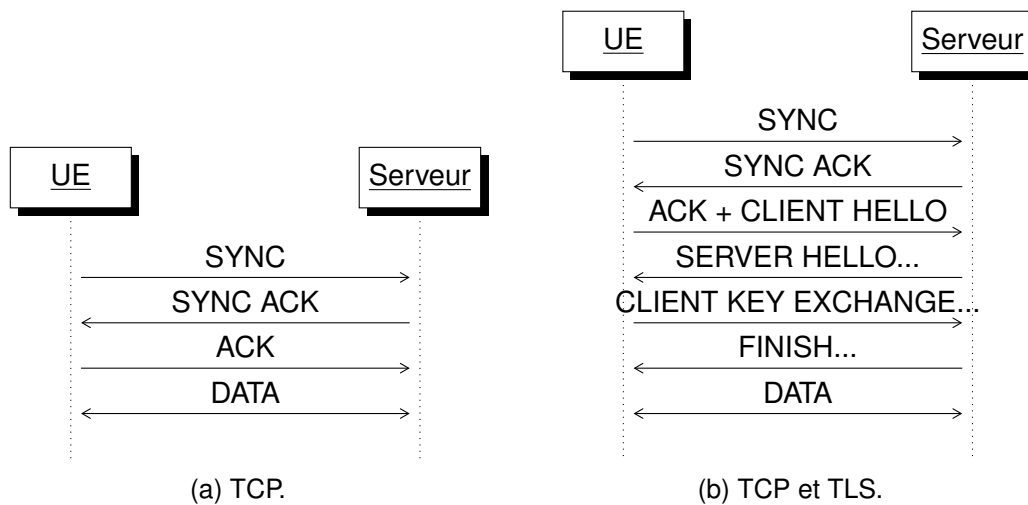 UE
Serveur
SYNC
SYNC ACK
ACK
DATA
(a) TCP.
UE
Serveur
SYNC
SYNC ACK
ACK + CLIENT HELLO
SERVER HELLO...
CLIENT KEY EXCHANGE...
FINISH...
DATA
(b) TCP et TLS.